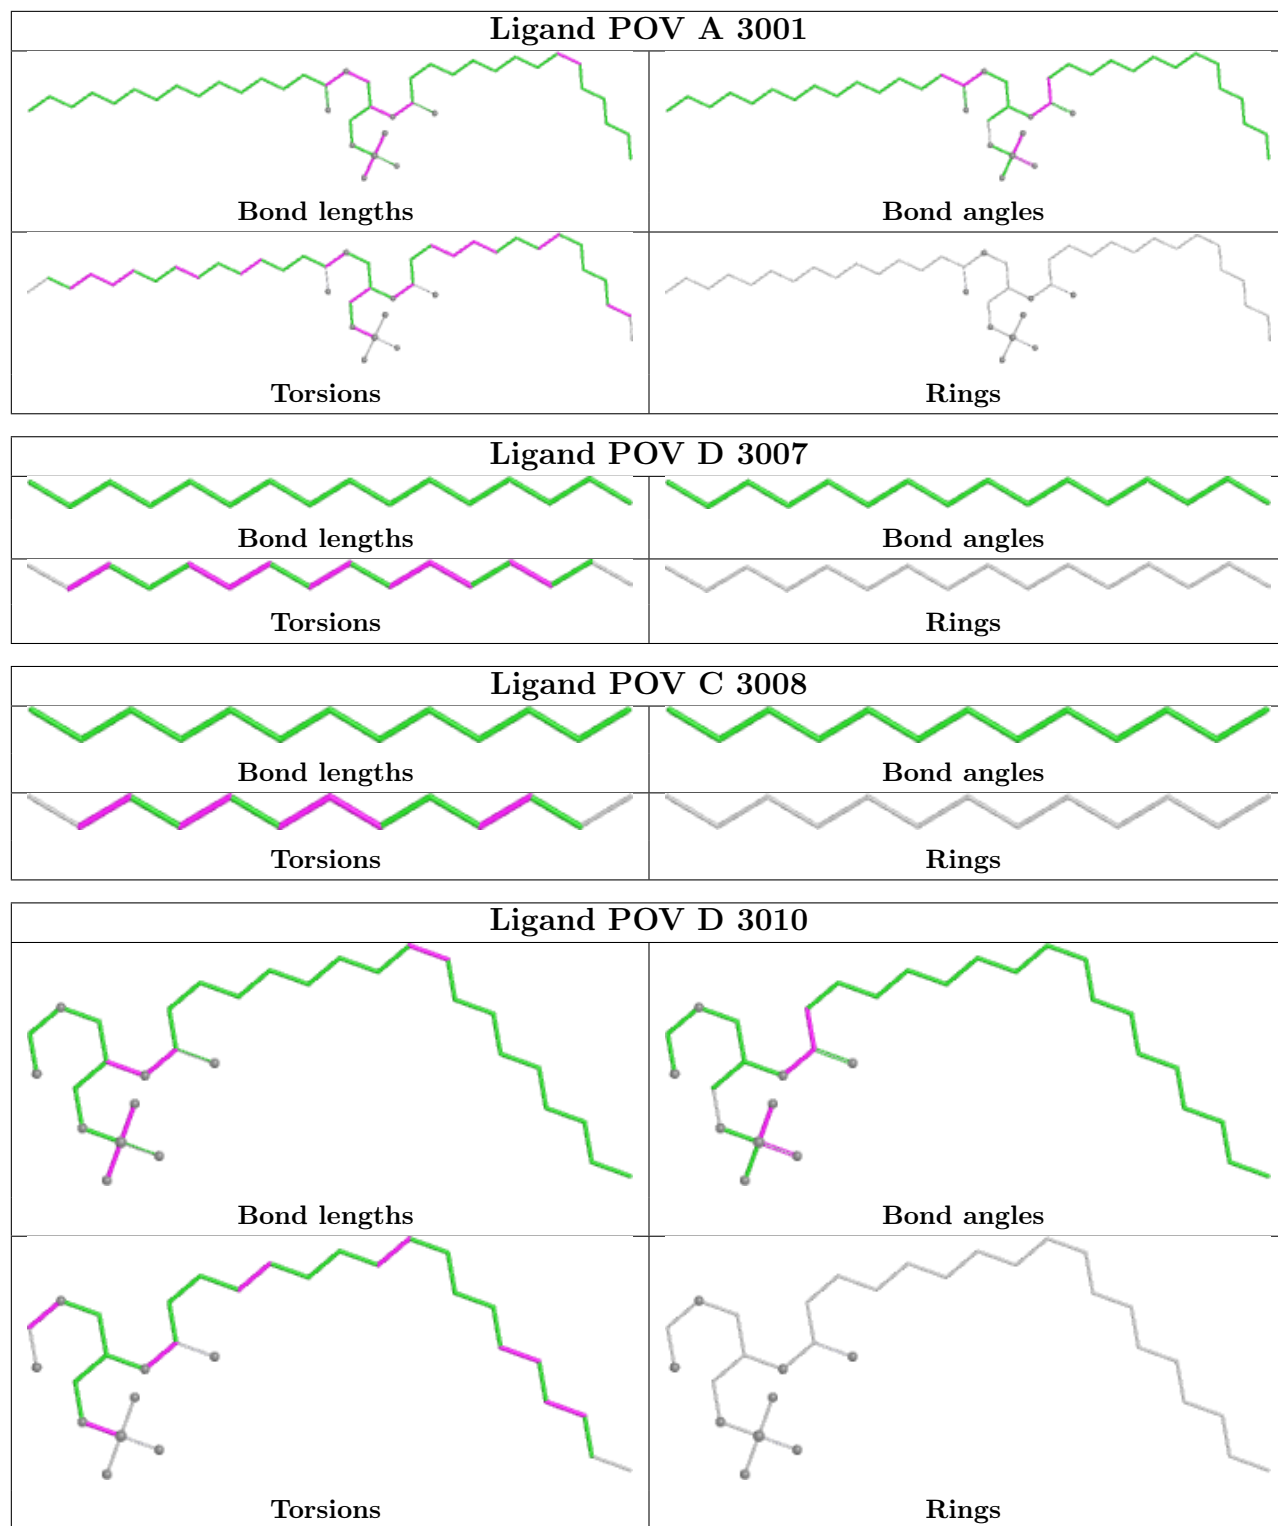 Ligand POV A 3001
Bond lengths
Bond angles
Torsions
Rings
Ligand POV D 3007
Bond lengths
Bond angles
Torsions
Rings
Ligand POV C 3008
Bond lengths
Bond angles
Torsions
Rings
Ligand POV D 3010
Bond lengths
Bond angles
Torsions
Rings